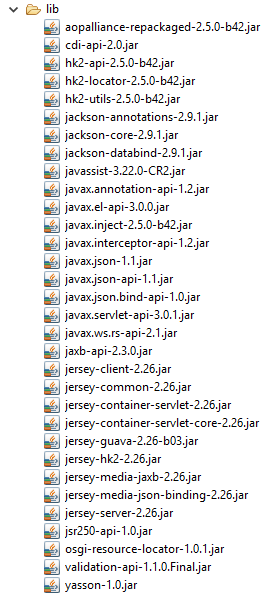 lib
aopalliance-repackaged-2.5.0-b42.jar
cdi-api-2.0.jar
hk2-api-2.5.0-b42.jar
hk2-locator-2.5.0-b42.jar
hk2-utils-2.5.0-b42.jar
jackson-annotations-2.9.1.jar
jackson-core-2.9.1.jar
jackson-databind-2.9.1.jar
javassist-3.22.0-CR2.jar
javax.annotation-api-1.2.jar
javax.el-api-3.0.0.jar
javax.inject-2.5.0-b42.jar
javax.interceptor-api-1.2.jar
javax.json-1.1.jar
javax.json-api-1.1.jar
javax.json.bind-api-1.0.jar
javax.servlet-api-3.0.1.jar
javax.ws.rs-api-2.1.jar
jaxb-api-2.3.0.jar
jersey-client-2.26.jar
jersey-common-2.26.jar
jersey-container-servlet-2.26.jar
jersey-container-servlet-core-2.26.jar
jersey-guava-2.26-b03.jar
jersey-hk2-2.26.jar
jersey-media-jaxb-2.26.jar
jersey-media-json-binding-2.26.jar
jersey-server-2.26.jar
jsr250-api-1.0.jar
osgi-resource-locator-1.0.1.jar
validation-api-1.1.0.Final.jar
yasson-1.0.jar